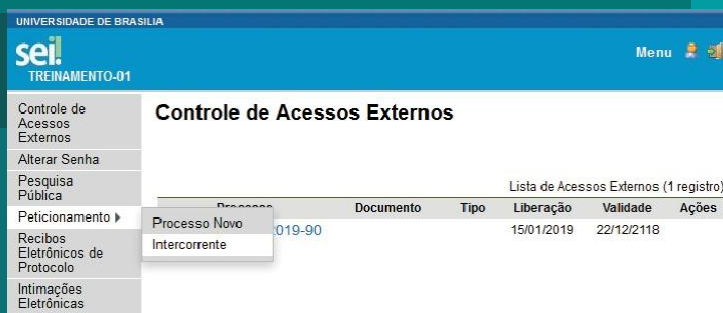 UNIVERSIDADE DE BRASILIA
sei!
TREINAMENTO-01
Menu
Controle de
Acessos
Externos
Alterar Senha
Pesquisa
Pública
Peticionamento
Recibos
Eletrônicos de
Protocolo
Intimações
Eletrônicas
Processo Novo
Intercorrente
Controle de Acessos Externos
Lista de Acessos Externos (1 registro)
Processo Documento Tipo Liberação Validade Ações
019-90 15/01/2019 22/12/2118